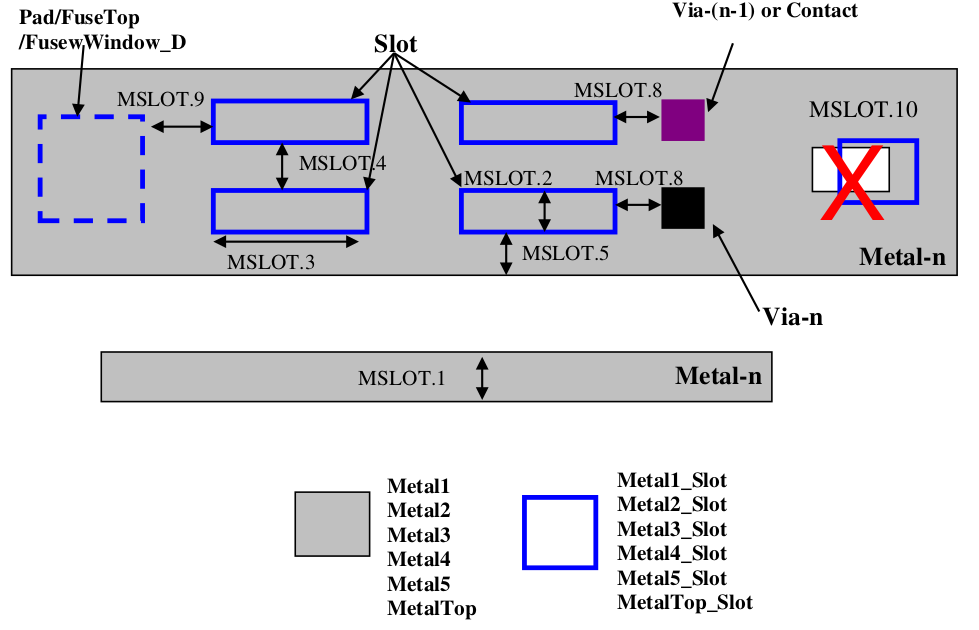 Pad/FuseTop
/FusewWindow_D
Slot
Via-(n-1) or Contact
MSLOT.9
MSLOT.8
MSLOT.10
MSLOT.4
MSLOT.2
MSLOT.8
MSLOT.3
MSLOT.5
Metal-n
Via-n
MSLOT.1
Metal-n
Metal1
Metal2
Metal3
Metal4
Metal5
MetalTop
Metal1_Slot
Metal2_Slot
Metal3_Slot
Metal4_Slot
Metal5_Slot
MetalTop_Slot